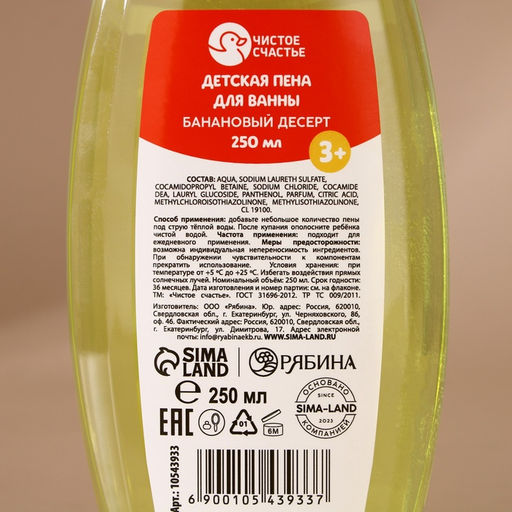 ЧИСТОЕ
СЧАСТЬЕ
ДЕТСКАЯ ПЕНА
ДЛЯ ВАННЫ
БАНАНОВЫЙ ДЕСЕРТ
250 МЛ
3+
СОСТАВ: AQUA, SODIUM LAURETH SULFATE,
COCAMIDOPROPYL BETAINE, SODIUM CHLORIDE, COCAMIDE
DEA, LAURYL GLUCOSIDE, PANTHENOL, PARFUM, CITRIC ACID,
METHYLCHLOROISOTHIAZOLINONE, METHYLISOTHIAZOLINONE,
CL 19100.
Способ применения: добавьте небольшое количество пены
под струю тёплой воды. После купания ополосните ребёнка
чистой водой. Частота применения: подходит для
ежедневного применения. Меры предосторожности:
возможна индивидуальная непереносимость ингредиентов.
При обнаружении чувствительности к компонентам
прекратить использование. Условия хранения: при
температуре от +5 °С до +25 °С. Избегать воздействия прямых
солнечных лучей. Номинальный объём: 250 мл. Срок годности:
36 месяцев. Дата изготовления и номер партии: см. на флаконе.
ТМ: «Чистое счастье». ГОСТ 31696-2012. ТР ТС 009/2011.
Изготовитель: ООО «Рябина». Адрес: Россия, 620010,
Свердловская обл., г. Екатеринбург, ул. Черняховского, 86,
оф. 46. Фактический адрес: Россия, 620010, Свердловская обл.,
г. Екатеринбург, ул. Димитрова, 17. Адрес электронной
почты: info@ryabinaekb.ru WWW.SIMA-LAND.RU
SIMA
LAND
РЯБИНА
℮ 250 мл
ОСНОВАНО
SINCE
SIMA-LAND
2023
КОМПАНИЕЙ
EAC
01
6M
Арт.: 10543933
6 900105 439337